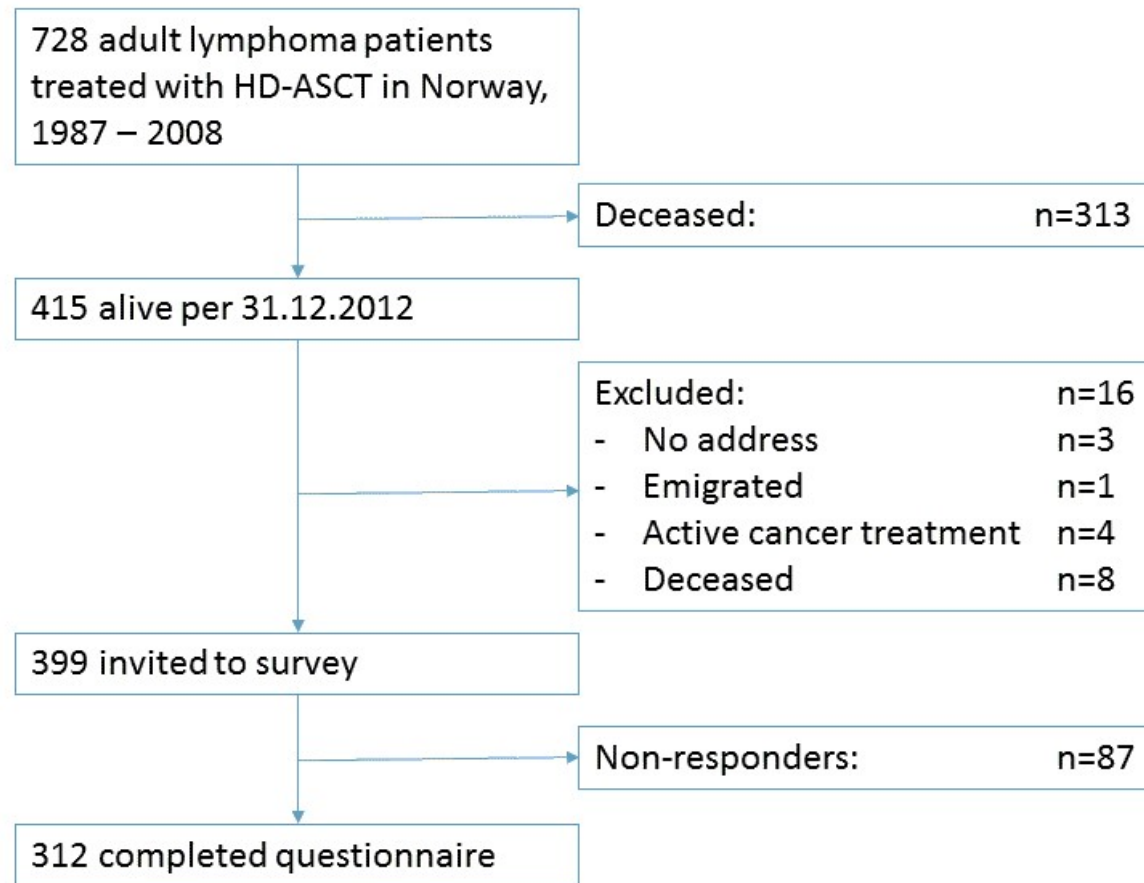 728 adult lymphoma patients
treated with HD-ASCT in Norway,
1987 – 2008
Deceased: n=313
415 alive per 31.12.2012
Excluded: n=16
- No address n=3
- Emigrated n=1
- Active cancer treatment n=4
- Deceased n=8
399 invited to survey
Non-responders: n=87
312 completed questionnaire